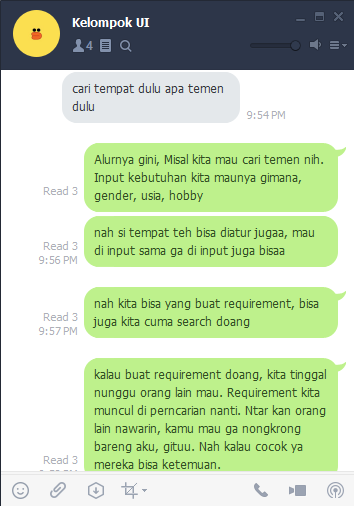 Kelompok UI
4
cari tempat dulu apa temen
dulu
9:54 PM
Alurnya gini, Misal kita mau cari temen nih.
Input kebutuhan kita maunya gimana,
gender, usia, hobby
Read 3
nah si tempat teh bisa diatur jugaa, mau
di input sama ga di input juga bisaa
Read 3
9:56 PM
nah kita bisa yang buat requirement, bisa
juga kita cuma search doang
Read 3
9:57 PM
kalau buat requirement doang, kita tinggal
nunggu orang lain mau. Requirement kita
muncul di perncarian nanti. Ntar kan orang
lain nawarin, kamu mau ga nongkrong
bareng aku, gituu. Nah kalau cocok ya
mereka bisa ketemuan.
Read 3